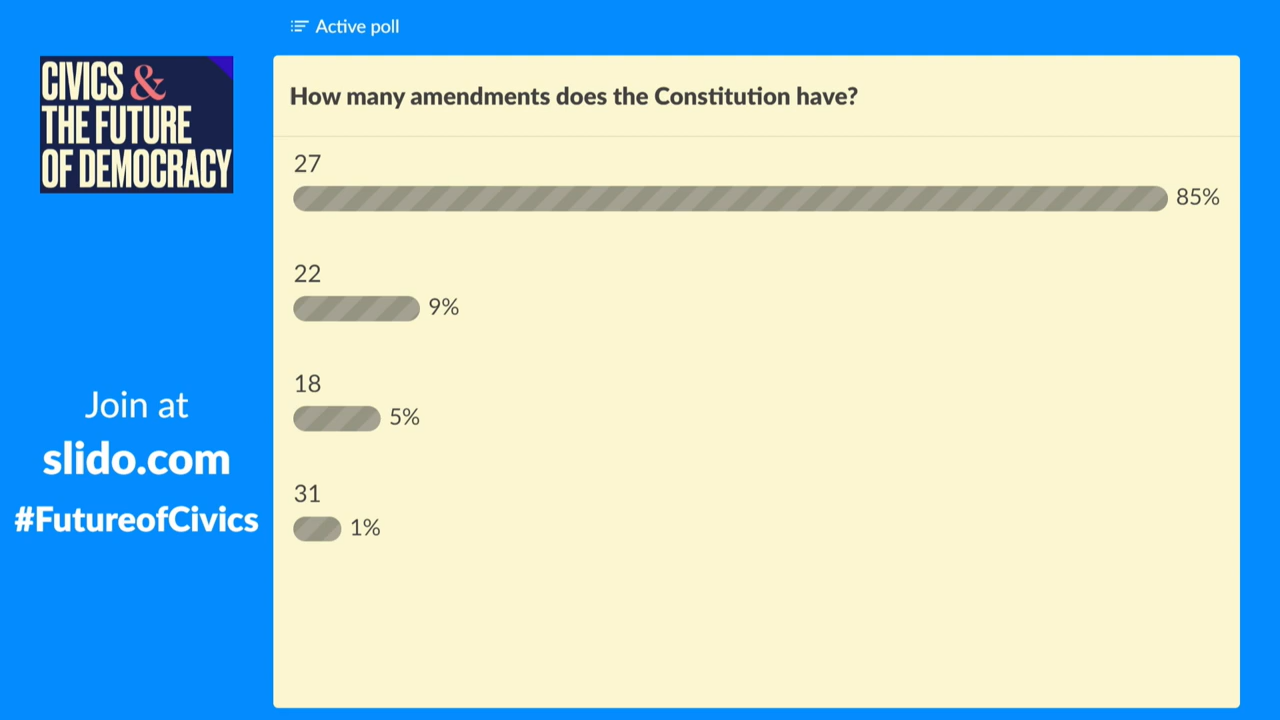 Active poll
CIVICS &
THE FUTURE
OF DEMOCRACY
How many amendments does the Constitution have?
27
85%
22
9%
18
5%
31
1%
Join at
slido.com
#FutureofCivics